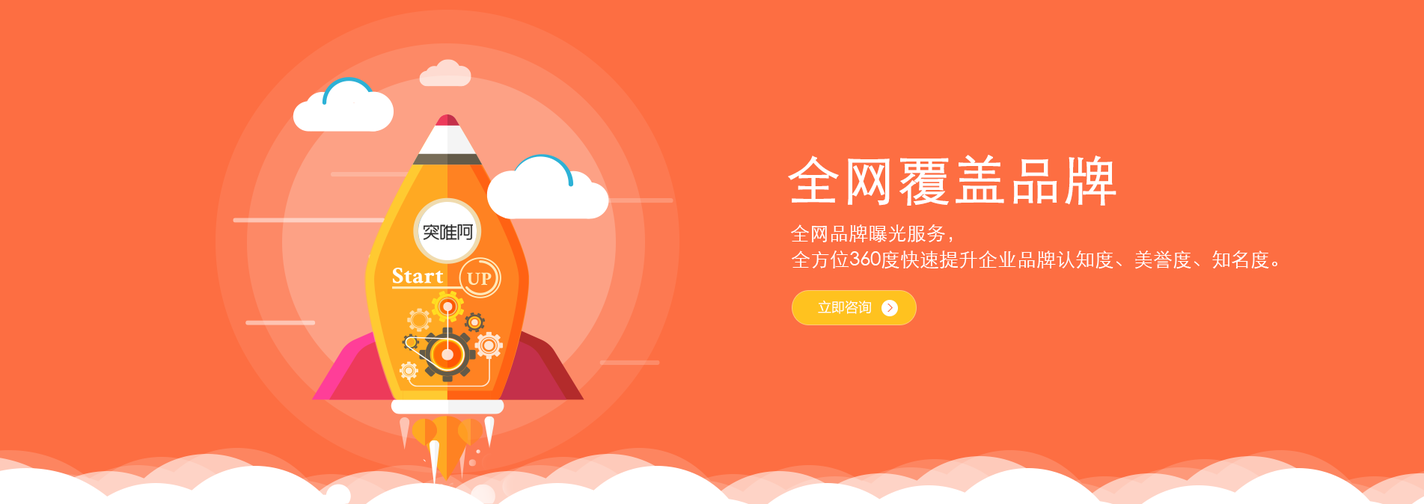 突唯阿
Start UP
全网覆盖品牌
全网品牌曝光服务，
全方位360度快速提升企业品牌认知度、美誉度、知名度。
立即咨询